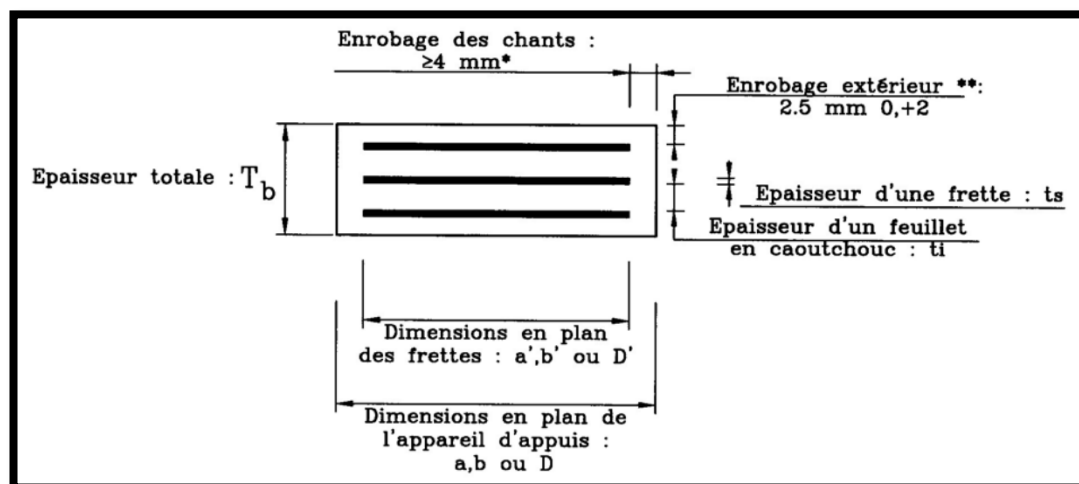 Enrobage des chants :
≥4 mm*
Enrobage extérieur **:
2.5 mm 0,+2
Epaisseur totale : Tb
Epaisseur d'une frette : ts
Epaisseur d'un feuillet
en caoutchouc : ti
Dimensions en plan
des frettes : a',b' ou D'
Dimensions en plan de
l'appareil d'appuis :
a,b ou D